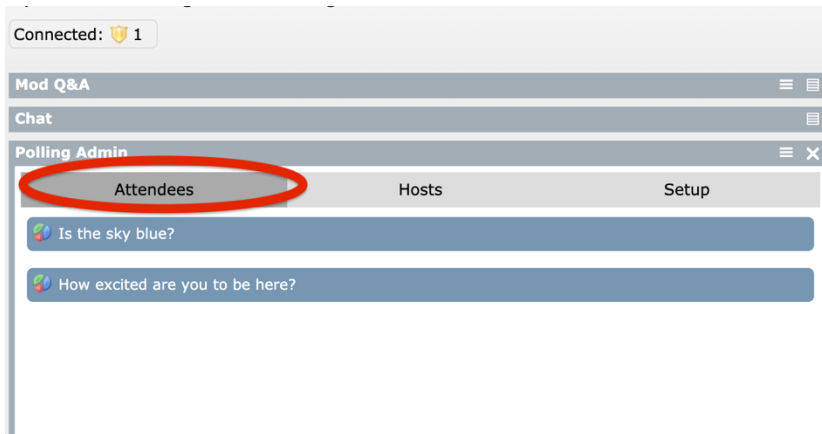 Connected: 1
Mod Q&A
Chat
Polling Admin
Attendees Hosts Setup
Is the sky blue?
How excited are you to be here?